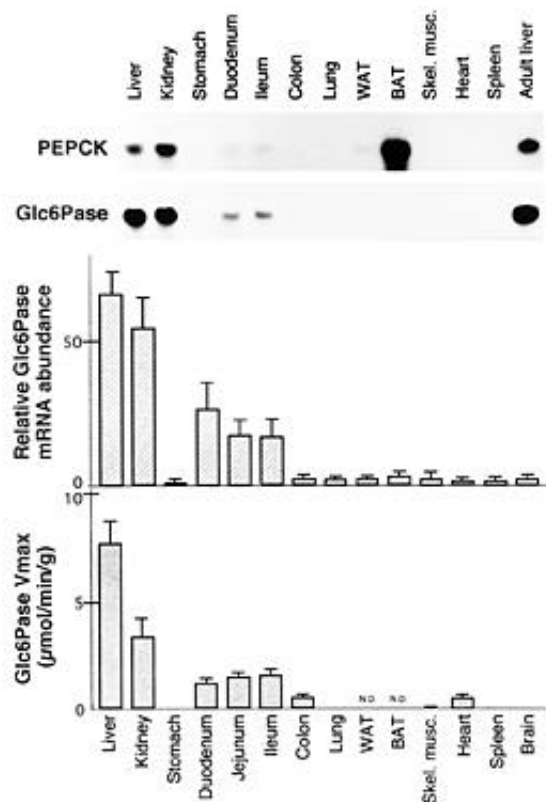 Liver
Kidney
Stomach
Duodenum
Ileum
Colon
Lung
WAT
BAT
Skel. musc.
Heart
Spleen
Adult liver
PEPCK
Glc6Pase
Relative Glc6Pase
mRNA abundance
50
0
Glc6Pase Vmax
(µmol/min/g)
10
5
0
N.D. N.D.
Liver
Kidney
Stomach
Duodenum
Jejunum
Ileum
Colon
Lung
WAT
BAT
Skel. musc.
Heart
Spleen
Brain